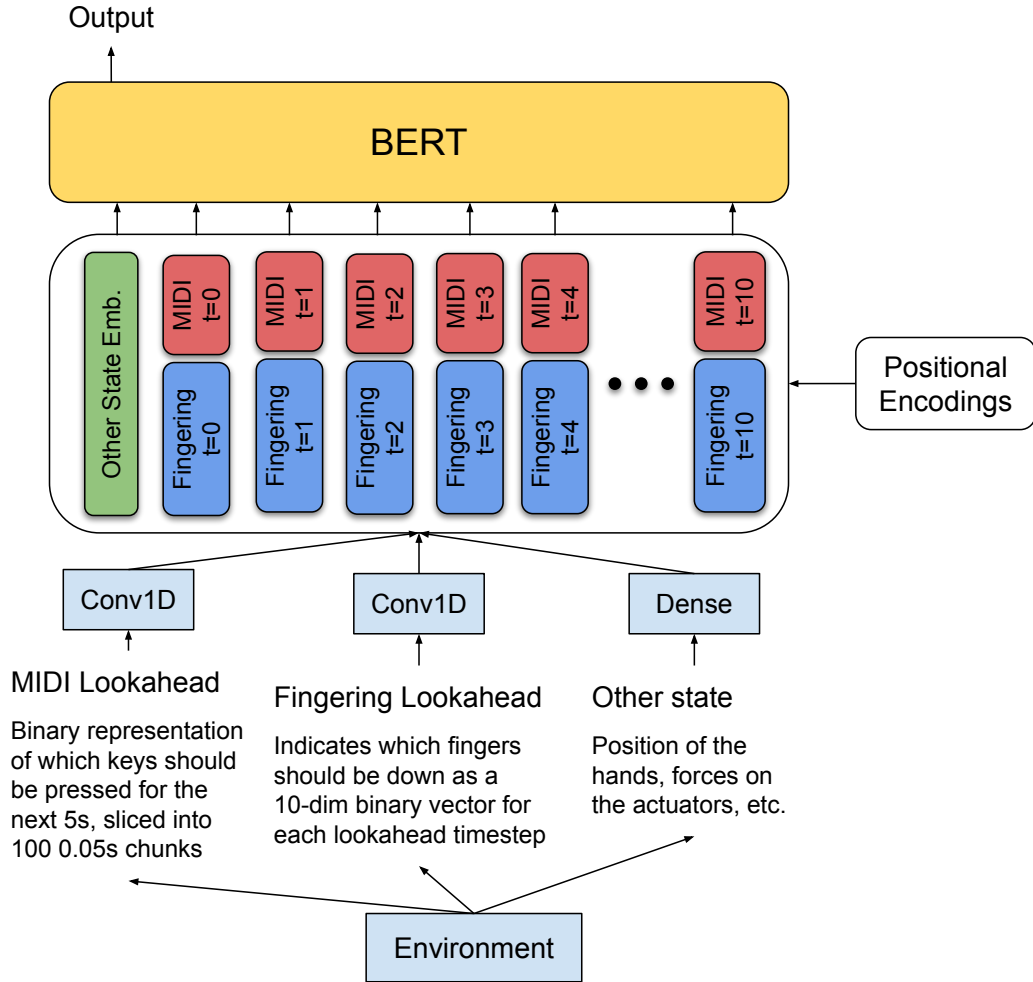 Output
BERT
Other State Emb.
MIDI
t=0
MIDI
t=1
MIDI
t=2
MIDI
t=3
MIDI
t=4
MIDI
t=10
Fingering
t=0
Fingering
t=1
Fingering
t=2
Fingering
t=3
Fingering
t=4
Fingering
t=10
Positional
Encodings
Conv1D
Conv1D
Dense
MIDI Lookahead
Binary representation
of which keys should
be pressed for the
next 5s, sliced into
100 0.05s chunks
Fingering Lookahead
Indicates which fingers
should be down as a
10-dim binary vector for
each lookahead timestep
Other state
Position of the
hands, forces on
the actuators, etc.
Environment